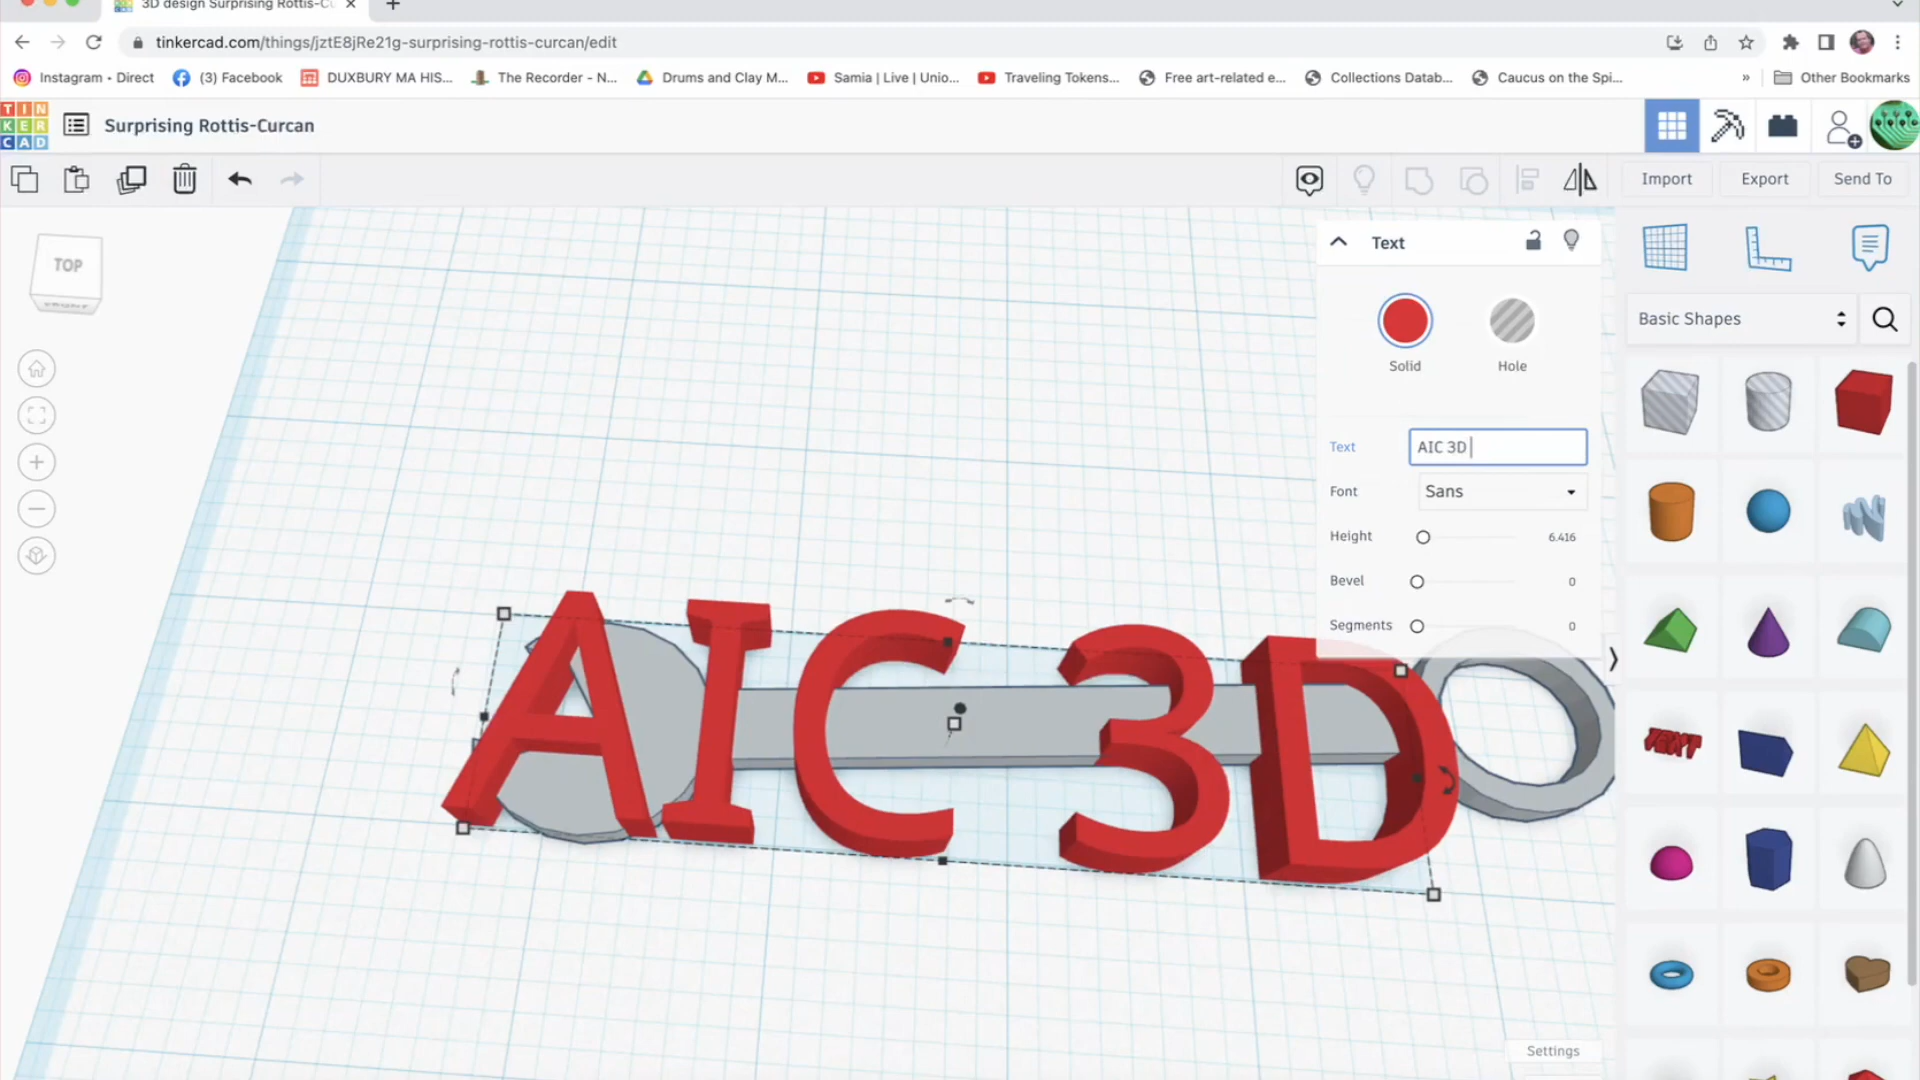 3D design Surprising Rottis-Cu
tinkercad.com/things/jztE8jRe21g-surprising-rottis-curcan/edit
Instagram • Direct
(3) Facebook
DUXBURY MA HIS...
The Recorder - N...
Drums and Clay M...
Samia | Live | Unio...
Traveling Tokens...
Free art-related e...
Collections Datab...
Caucus on the Spi...
»
Other Bookmarks
TIN
KER
CAD
Surprising Rottis-Curcan
Import
Export
Send To
TOP
FRONT
Text
Solid
Hole
Text
AIC 3D
Font
Sans
Height
6.416
Bevel
0
Segments
0
Basic Shapes
TEXT
AIC 3D
Settings